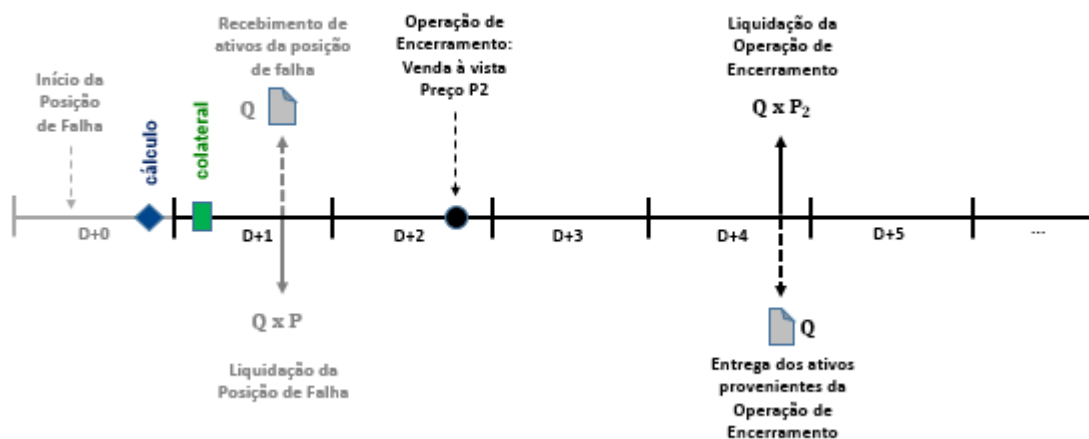 Recebimento de
ativos da posição
de falha
Q
Operação de
Encerramento:
Venda à vista
Preço P2
Liquidação da
Operação de
Encerramento
Q x P₂
Início da
Posição
de Falha
cálculo
colateral
D+0
D+1
D+2
D+3
D+4
D+5
...
Q x P
Liquidação da
Posição de Falha
Q
Entrega dos ativos
provenientes da
Operação de
Encerramento